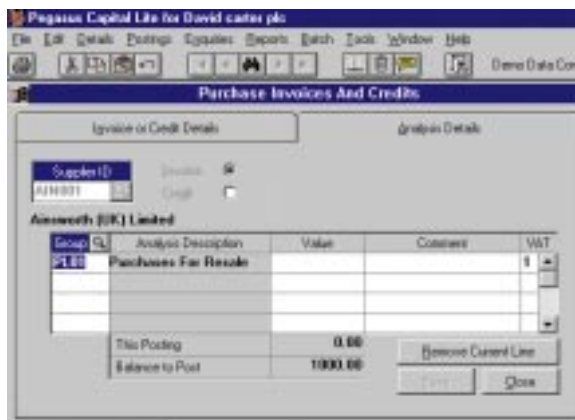 Pegasus Capital Lite for David carter plc
File Edit Details Postings Enquiries Reports Batch Tools Window Help
Demo Data Com
Purchase Invoices And Credits
Invoice or Credit Details Analysis Details
Supplier ID Invoice
AIN001 Credit
Ainsworth (UK) Limited
Group Analysis Description Value Comment VAT
PL01 Purchases For Resale 1
This Posting 0.00
Balance to Post 1000.00
Remove Current Line
Close